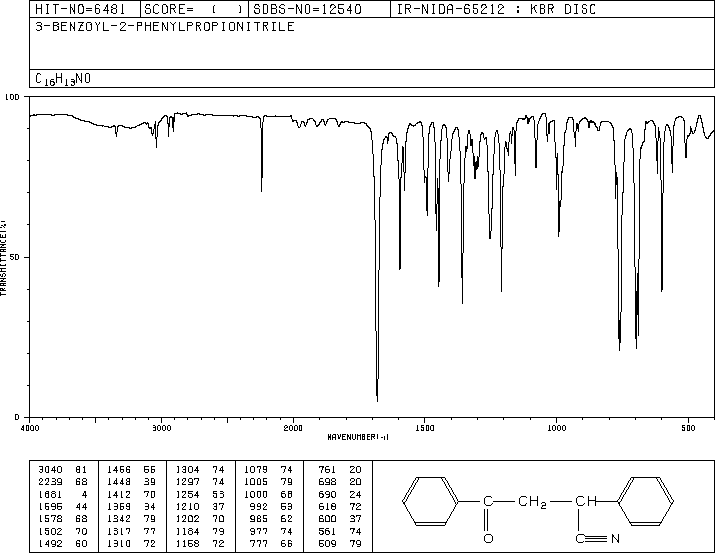 HIT-NO=6481 SCORE= ( ) SDBS-NO=12540 IR-NIDA-65212 : KBR DISC
3-BENZOYL-2-PHENYLPROPIONITRILE
C16H13NO
100
50
0
TRANSMITTANCE(%)
4000 3000 2000 1500 1000 500
WAVENUMBER(-1)
3040 81 1456 56 1304 74 1079 74 761 20
2239 68 1448 39 1297 74 1005 79 698 20
1681 4 1412 70 1254 53 1000 68 690 24
1595 44 1359 34 1210 37 992 53 618 72
1578 68 1342 79 1202 70 985 62 600 37
1502 70 1317 77 1184 79 977 74 561 74
1492 60 1310 72 1158 72 777 66 509 79
C CH2 CH
O C N